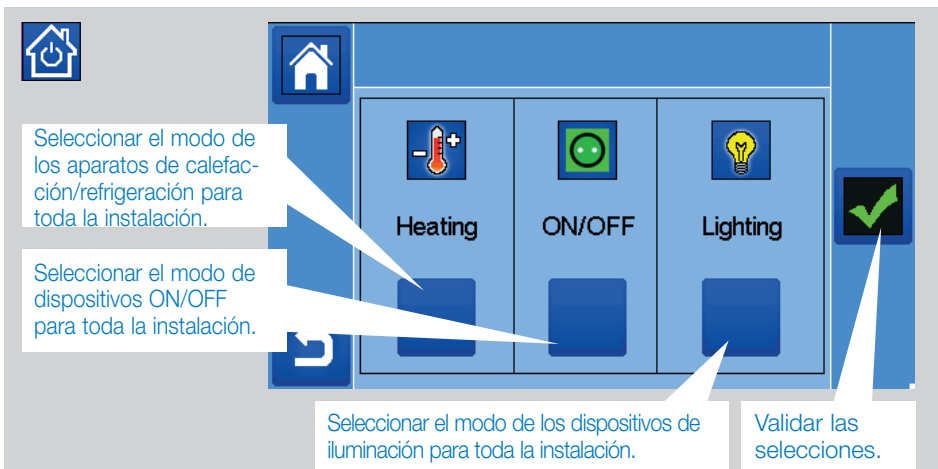 Seleccionar el modo de
los aparatos de calefac-
ción/refrigeración para
toda la instalación.
Heating
ON/OFF
Lighting
Seleccionar el modo de
dispositivos ON/OFF
para toda la instalación.
Seleccionar el modo de los dispositivos de
iluminación para toda la instalación.
Validar las
selecciones.